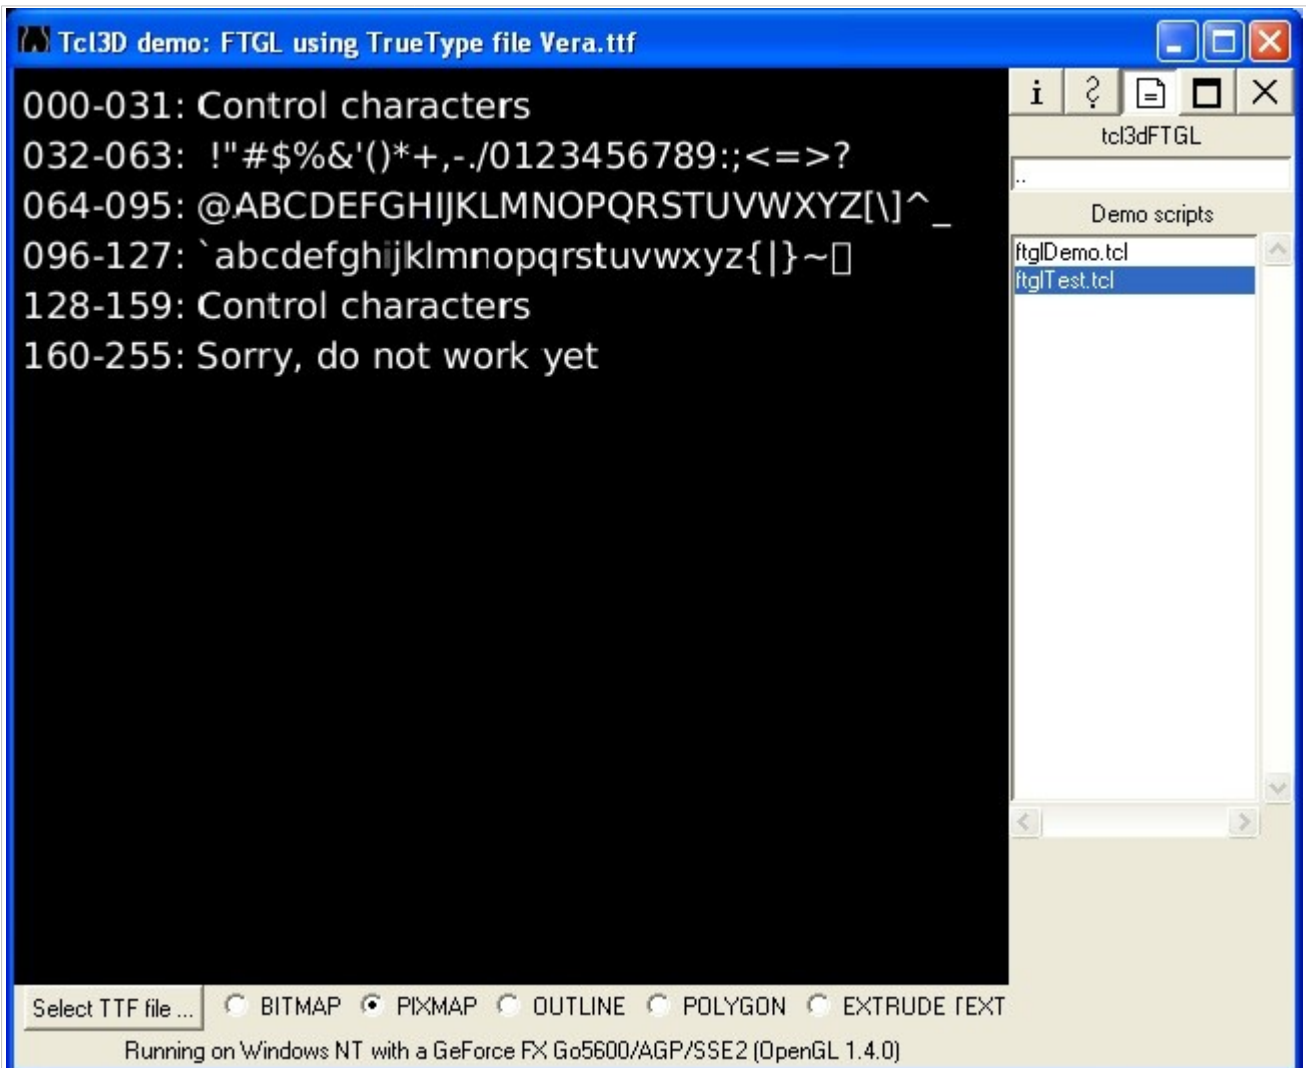 Tcl3D demo: FTGL using TrueType file Vera.ttf
000-031: Control characters
032-063:  !"#$%&'()*+,-./0123456789:;<=>?
064-095: @ABCDEFGHIJKLMNOPQRSTUVWXYZ[\]^_
096-127: `abcdefghijklmnopqrstuvwxyz{|}~▯
128-159: Control characters
160-255: Sorry, do not work yet
i ?
tcl3dFTGL
..
Demo scripts
ftglDemo.tcl
ftglTest.tcl
Select TTF file ... BITMAP PIXMAP OUTLINE POLYGON EXTRUDE TEXT
Running on Windows NT with a GeForce FX Go5600/AGP/SSE2 (OpenGL 1.4.0)